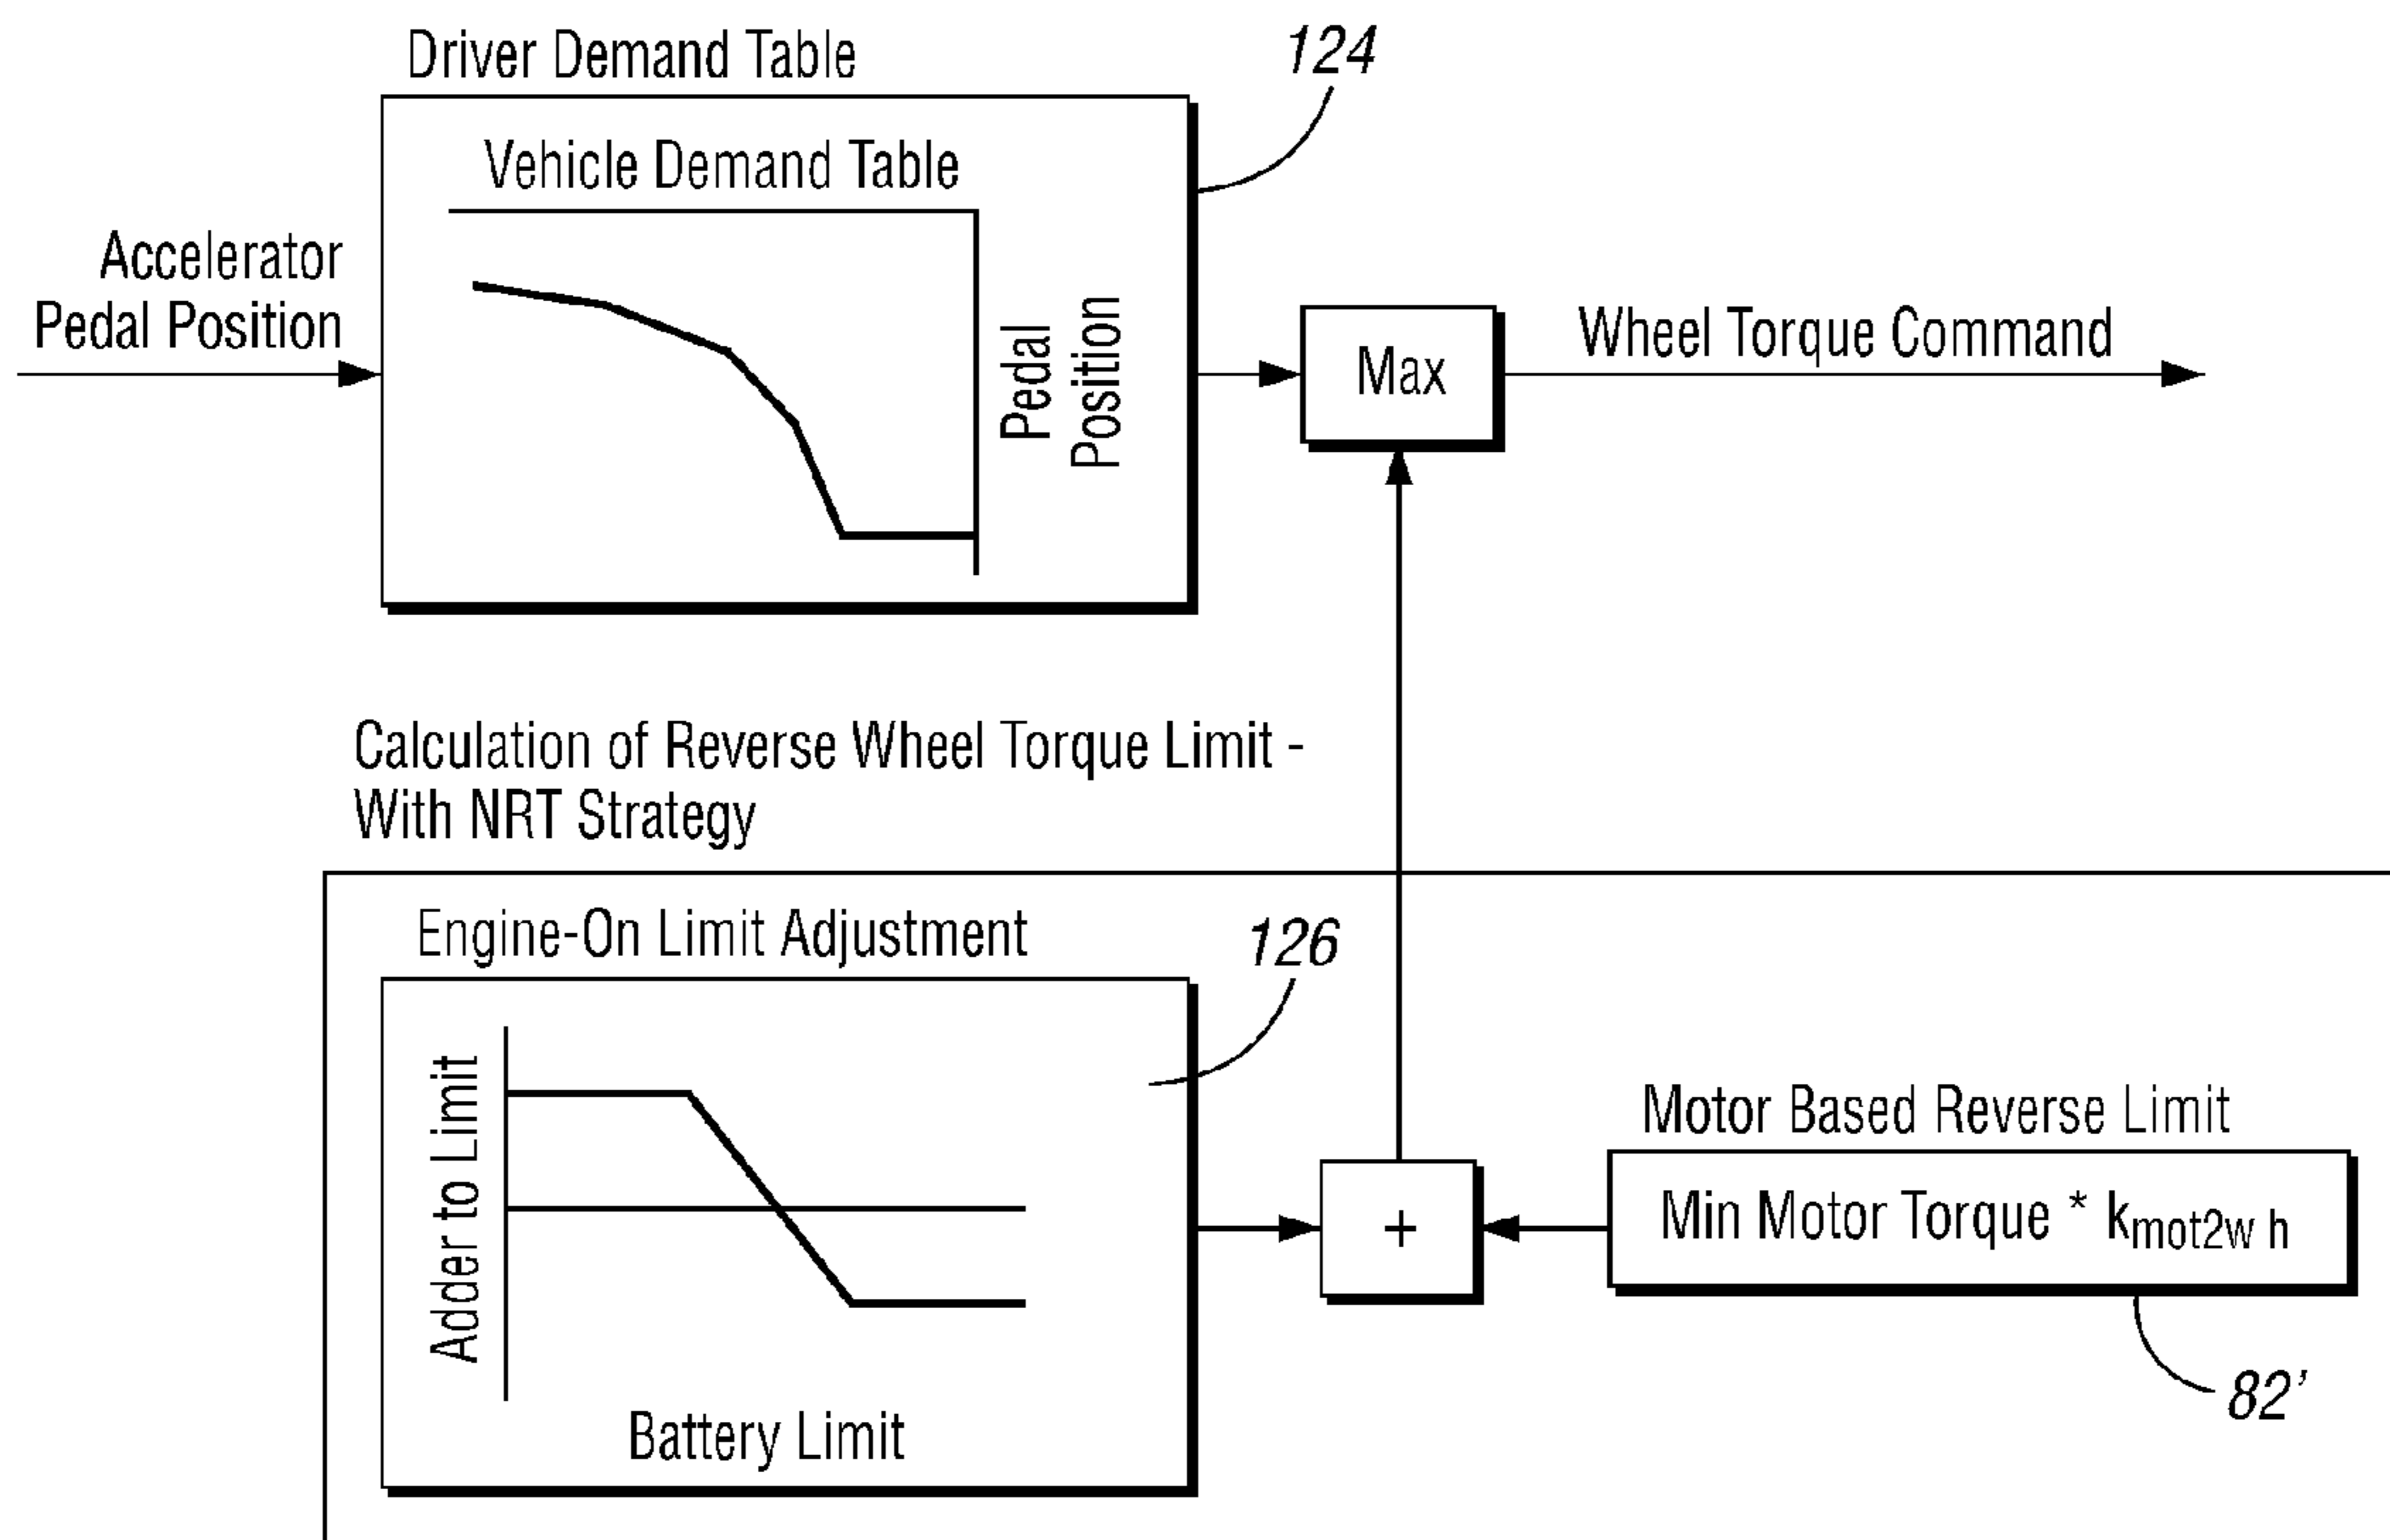 Driver Demand Table
124
Vehicle Demand Table
Accelerator
Pedal Position
Pedal
Position
Max
Wheel Torque Command
Calculation of Reverse Wheel Torque Limit -
With NRT Strategy
Engine-On Limit Adjustment
126
Adder to Limit
Battery Limit
+
Motor Based Reverse Limit
Min Motor Torque * kmot2w h
82’